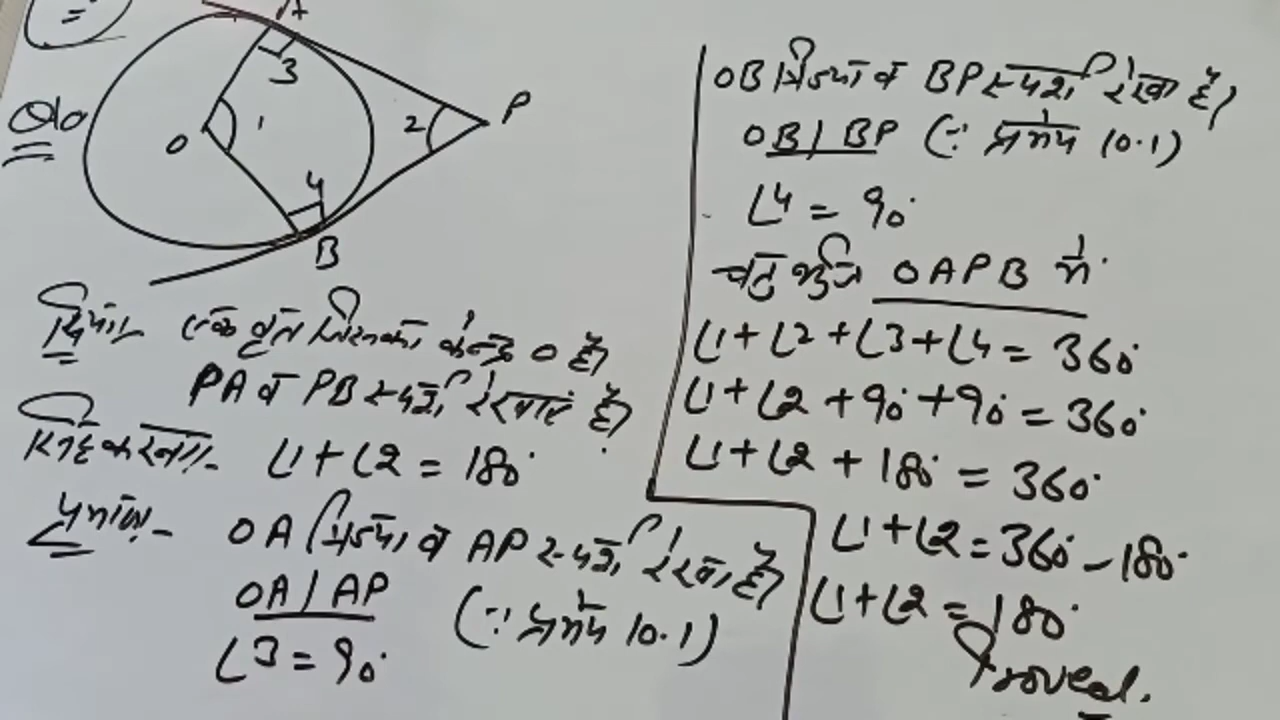 हल
A
3
O
1
2
P
4
B
दिया- एक वृत्त जिसका केन्द्र O है।
PA व PB स्पर्श रेखाएं है।
सिद्ध करना- ∠1 + ∠2 = 180°
प्रमाण- OA त्रिज्या व AP स्पर्श रेखा है।
OA⊥AP (∵ प्रमेय 10.1)
∠3 = 90°
OB त्रिज्या व BP स्पर्श रेखा है।
OB⊥BP (∵ प्रमेय 10.1)
∠4 = 90°
चतुर्भुज OAPB में
∠1 + ∠2 + ∠3 + ∠4 = 360°
∠1 + ∠2 + 90° + 90° = 360°
∠1 + ∠2 + 180° = 360°
∠1 + ∠2 = 360° - 180°
∠1 + ∠2 = 180°
Proved.